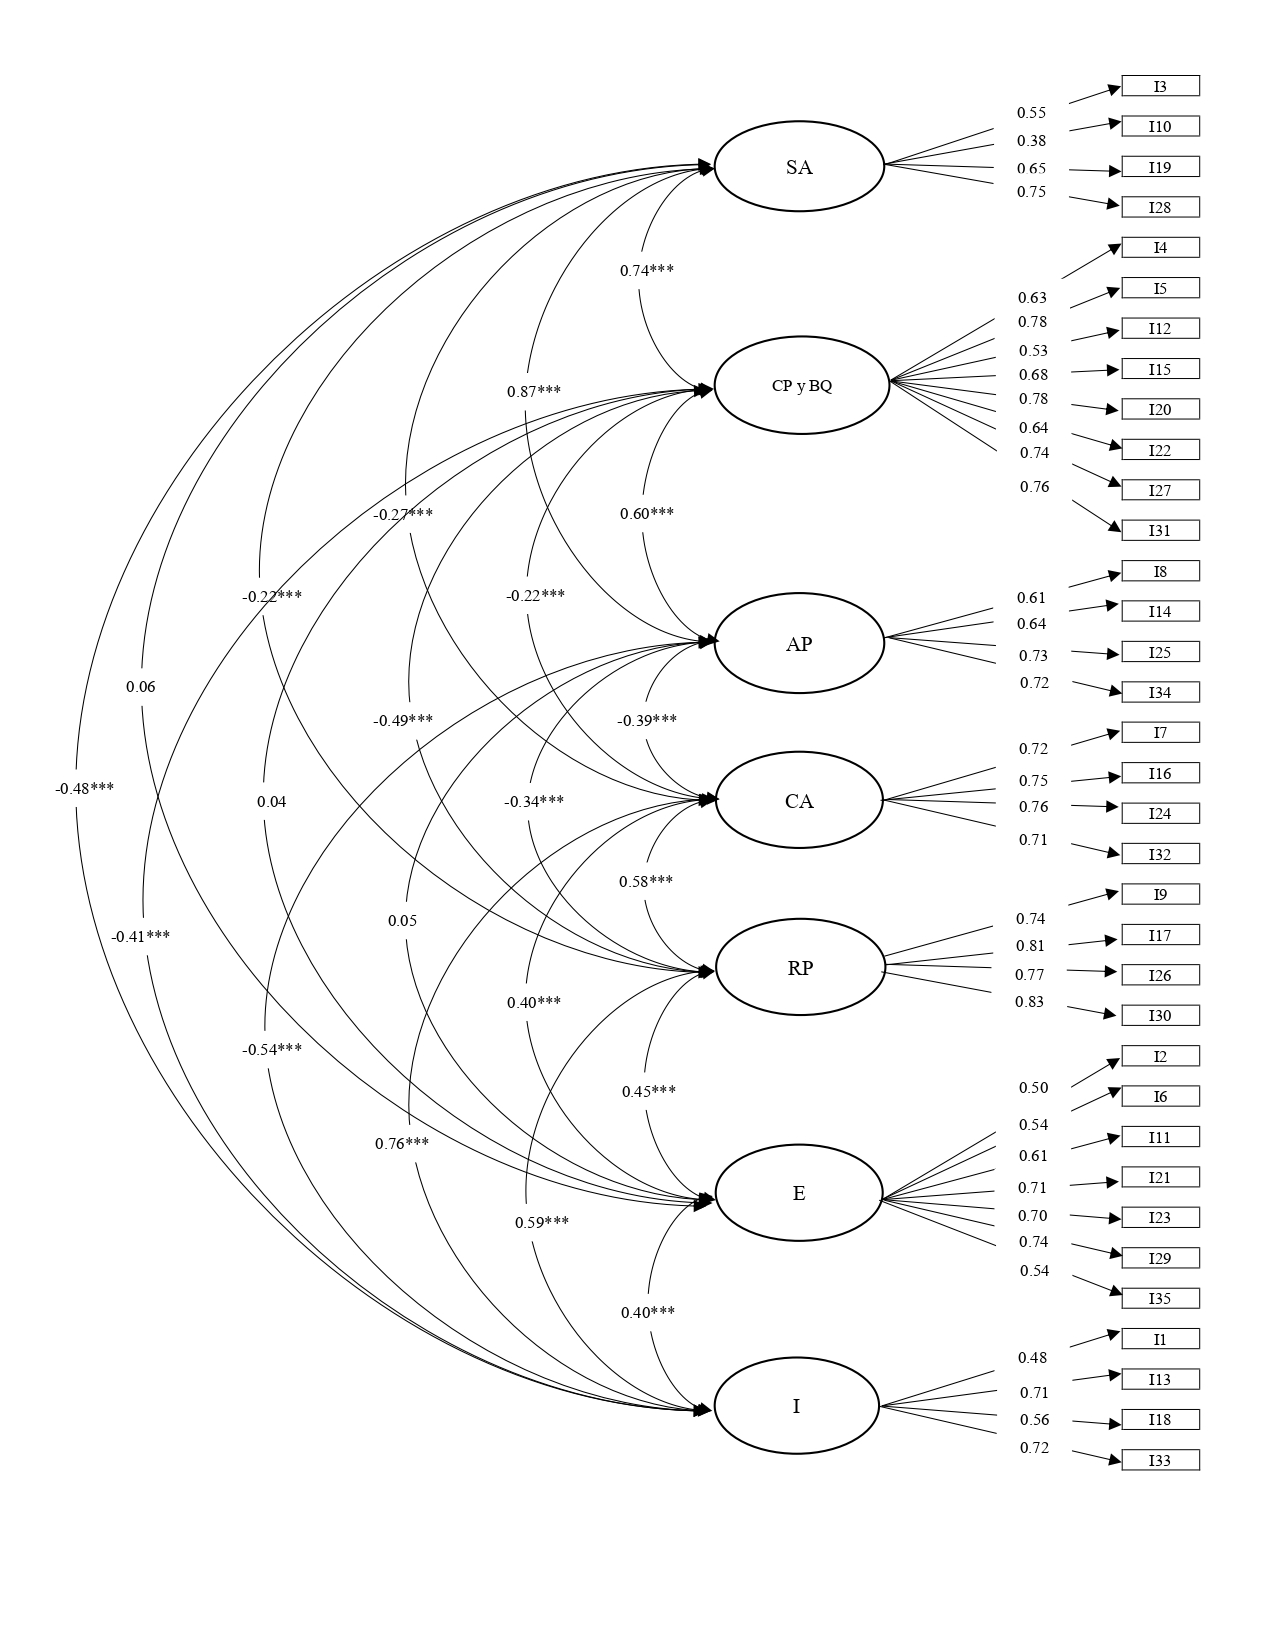 I3
0.55
I10
0.38
SA
0.65
I19
0.75
I28
I4
0.74***
I5
0.63
0.78
I12
0.53
I15
0.68
CP y BQ
0.87***
0.78
I20
0.64
I22
0.74
0.76
I27
-0.27***
0.60***
I31
I8
-0.22***
-0.22***
0.61
I14
0.64
AP
0.73
I25
0.06
0.72
I34
-0.49***
-0.39***
I7
0.72
I16
0.75
-0.48***
0.04
-0.34***
CA
0.76
I24
0.71
I32
0.58***
I9
0.05
0.74
-0.41***
I17
0.81
RP
0.77
I26
0.40***
0.83
I30
-0.54***
I2
0.50
0.45***
I6
0.54
0.76***
I11
0.61
E
0.71
I21
0.59***
0.70
I23
0.74
I29
0.54
I35
0.40***
I1
0.48
I13
0.71
I
0.56
I18
0.72
I33